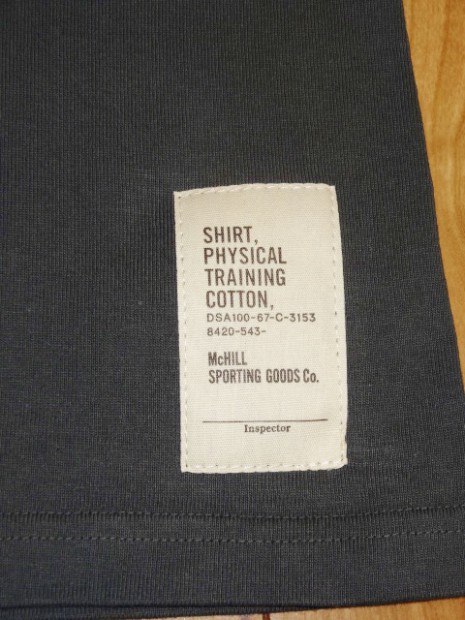 SHIRT,
PHYSICAL
TRAINING
COTTON,
DSA100-67-C-3153
8420-543-
McHILL
SPORTING GOODS Co.
Inspector